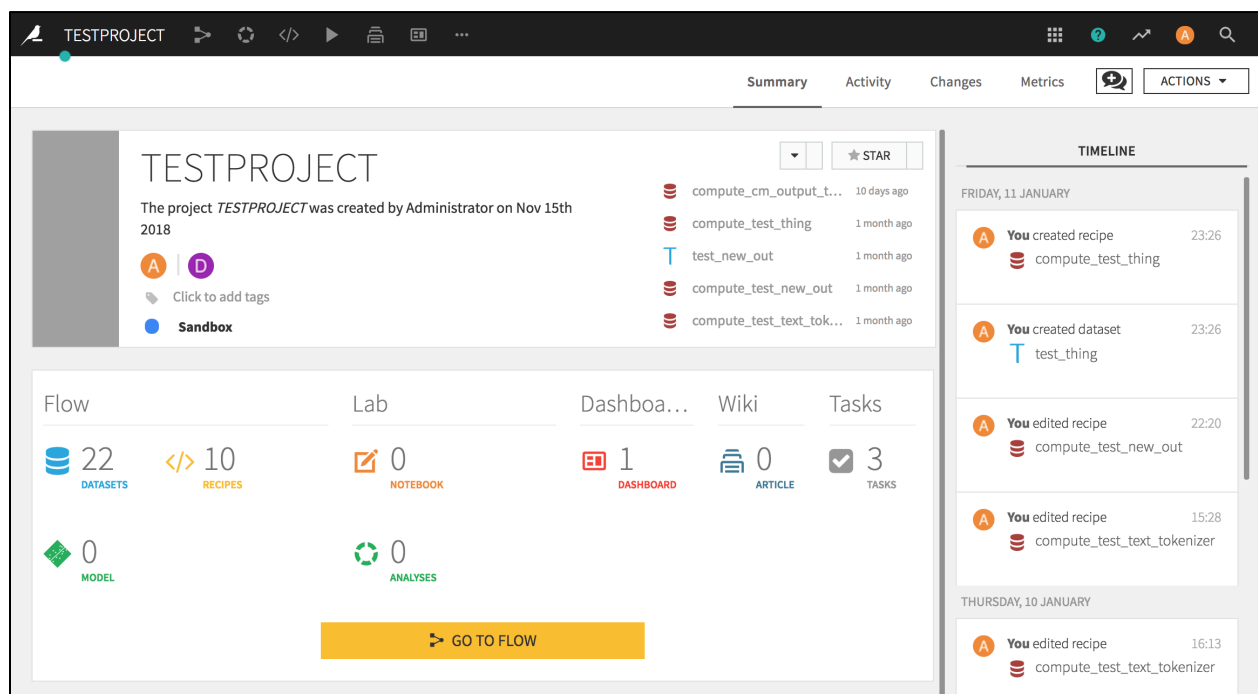 TESTPROJECT
?
A
Summary Activity Changes Metrics ACTIONS
TESTPROJECT
The project TESTPROJECT was created by Administrator on Nov 15th
2018
A D
Click to add tags
Sandbox
STAR
compute_cm_output_t... 10 days ago
compute_test_thing 1 month ago
T test_new_out 1 month ago
compute_test_new_out 1 month ago
compute_test_text_tok... 1 month ago
Flow
22
DATASETS
10
RECIPES
0
MODEL
Lab
0
NOTEBOOK
0
ANALYSES
Dashboa...
1
DASHBOARD
Wiki
0
ARTICLE
Tasks
3
TASKS
GO TO FLOW
TIMELINE
FRIDAY, 11 JANUARY
A You created recipe 23:26
compute_test_thing
A You created dataset 23:26
T test_thing
A You edited recipe 22:20
compute_test_new_out
A You edited recipe 15:28
compute_test_text_tokenizer
THURSDAY, 10 JANUARY
A You edited recipe 16:13
compute_test_text_tokenizer